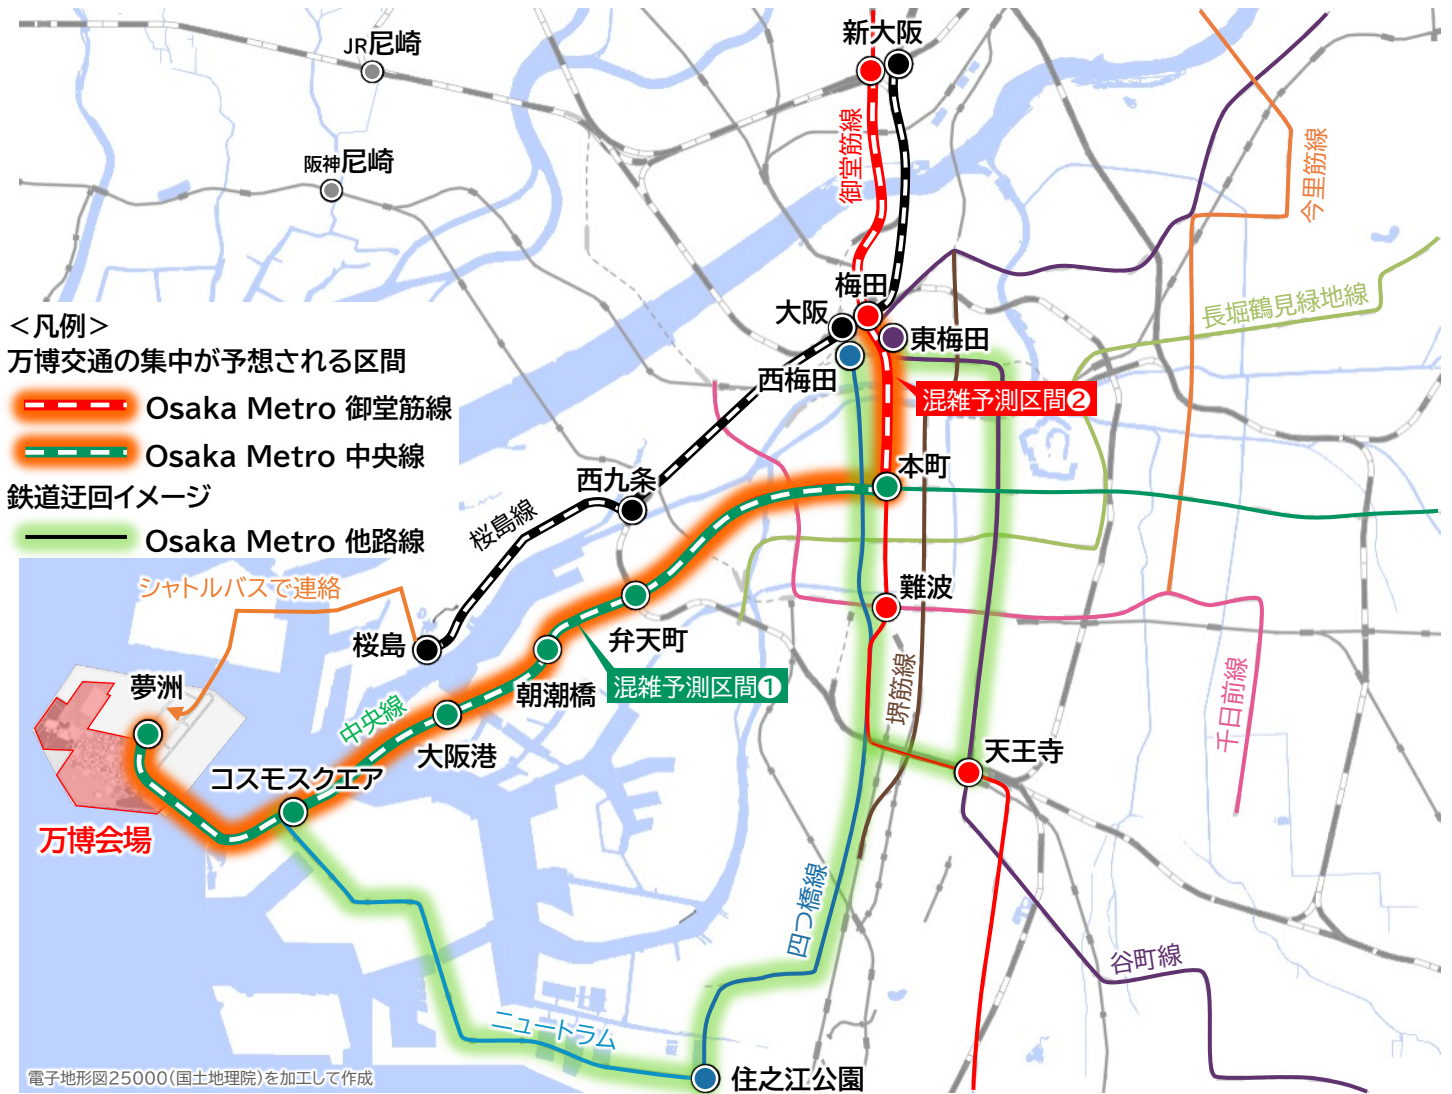 JR尼崎
新大阪
阪神尼崎
御堂筋線
今里筋線
梅田
大阪
東梅田
西梅田
長堀鶴見緑地線
<凡例>
万博交通の集中が予想される区間
Osaka Metro 御堂筋線
Osaka Metro 中央線
鉄道迂回イメージ
Osaka Metro 他路線
混雑予測区間❷
本町
西九条
桜島線
シャトルバスで連絡
難波
桜島
弁天町
混雑予測区間❶
朝潮橋
堺筋線
千日前線
夢洲
中央線
大阪港
天王寺
コスモスクエア
万博会場
四つ橋線
谷町線
ニュートラム
住之江公園
電子地形図25000(国土地理院)を加工して作成